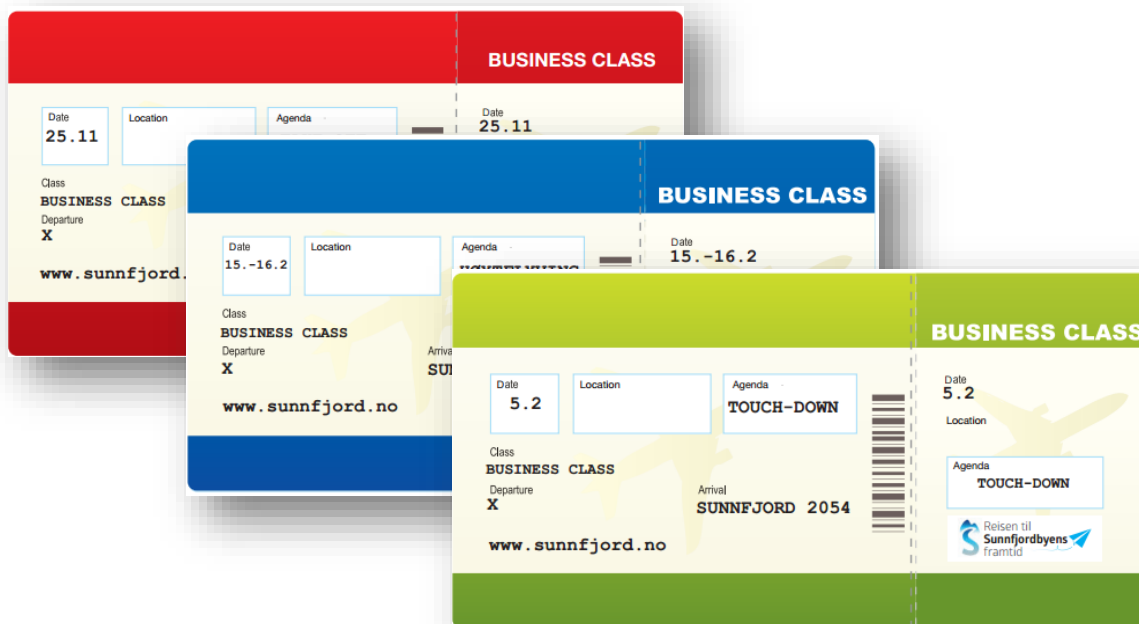 BUSINESS CLASS
Date
25.11
Location
Agenda
Date
25.11
Class
BUSINESS CLASS
Departure
X
www.sunnfjord.
BUSINESS CLASS
Date
15.-16.2
Location
Agenda
Date
15.-16.2
Class
BUSINESS CLASS
Departure
X
Arriva
SU
www.sunnfjord.no
BUSINESS CLASS
Date
5.2
Location
Agenda
TOUCH-DOWN
Class
BUSINESS CLASS
Departure
X
Arrival
SUNNFJORD 2054
www.sunnfjord.no
Date
5.2
Location
Agenda
TOUCH-DOWN
Reisen til
Sunnfjordbyens
framtid